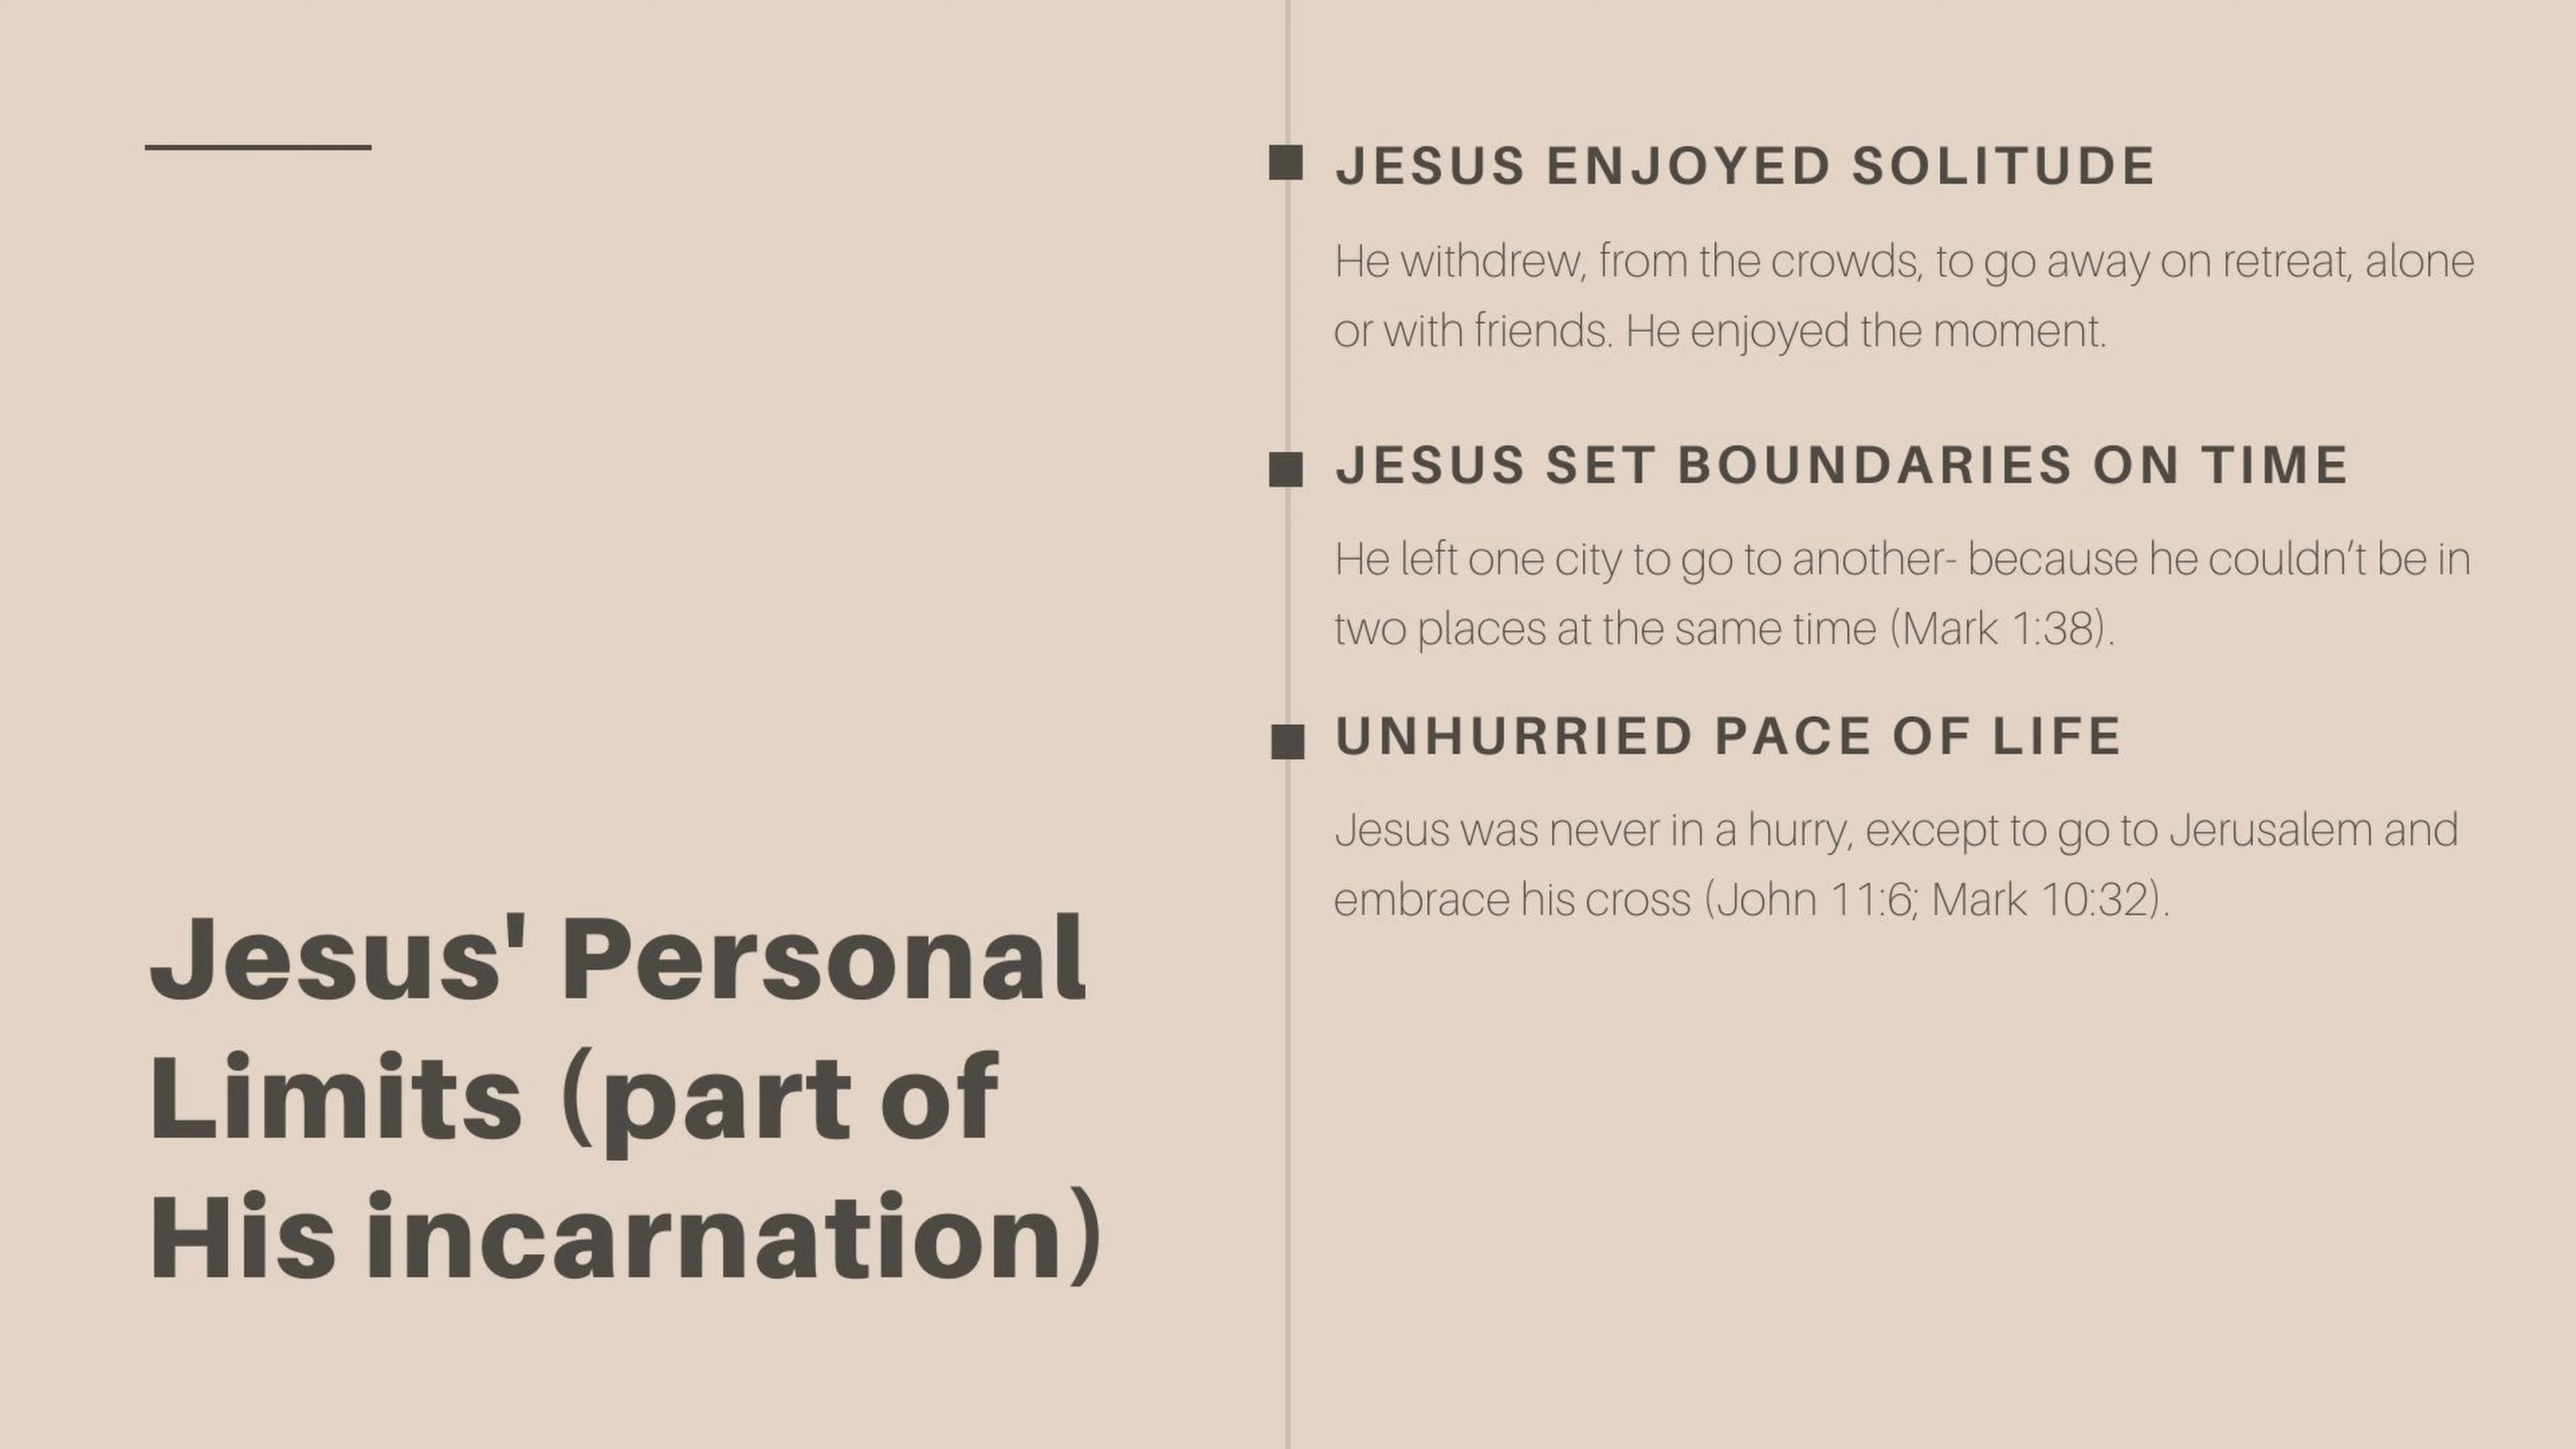 Jesus' Personal
Limits (part of
His incarnation)
JESUS ENJOYED SOLITUDE
He withdrew, from the crowds, to go away on retreat, alone
or with friends. He enjoyed the moment.
JESUS SET BOUNDARIES ON TIME
He left one city to go to another- because he couldn’t be in
two places at the same time (Mark 1:38).
UNHURRIED PACE OF LIFE
Jesus was never in a hurry, except to go to Jerusalem and
embrace his cross (John 11:6; Mark 10:32).